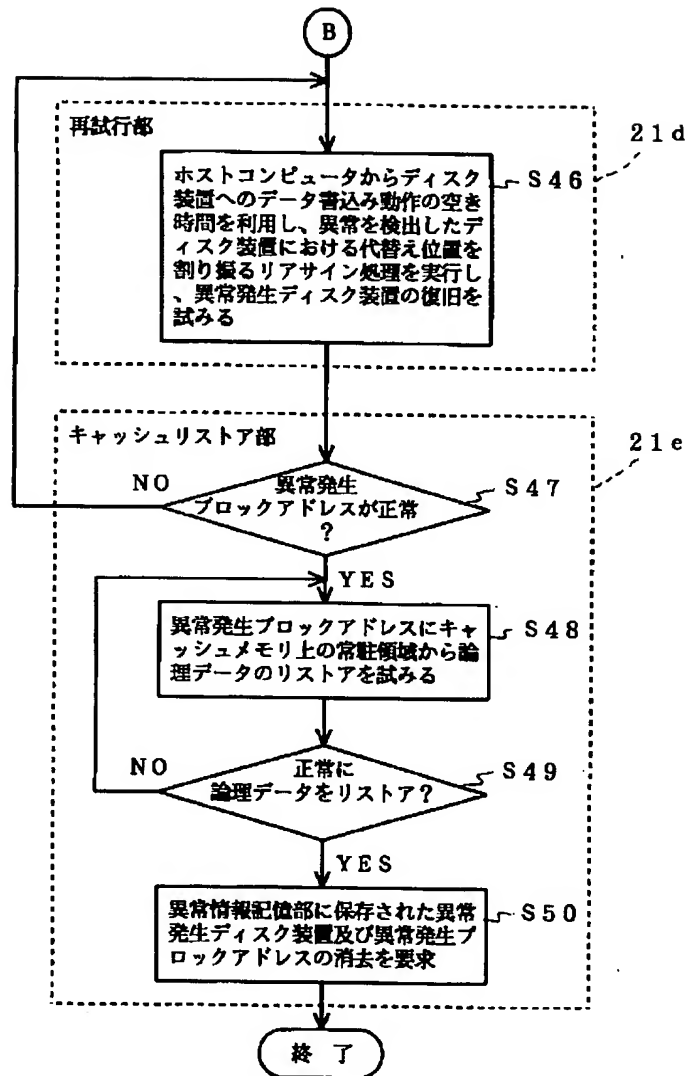 B
再試行部
21d
ホストコンピュータからディスク
装置へのデータ書込み動作の空き
時間を利用し、異常を検出したデ
ィスク装置における代替え位置を
割り振るリアサイン処理を実行し
、異常発生ディスク装置の復旧を
試みる
S46
キャッシュリストア部
21e
NO
異常発生
ブロックアドレスが正常
?
S47
YES
異常発生ブロックアドレスにキャ
ッシュメモリ上の常駐領域から論
理データのリストアを試みる
S48
NO
正常に
論理データをリストア?
S49
YES
異常情報記憶部に保存された異常
発生ディスク装置及び異常発生ブ
ロックアドレスの消去を要求
S50
終了